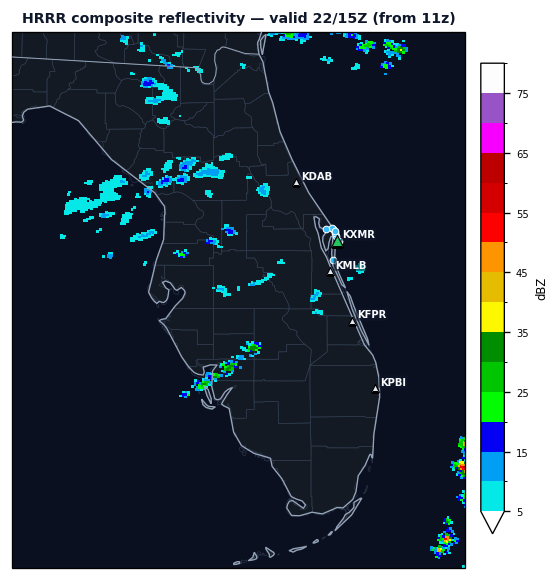 HRRR composite reflectivity — valid 22/15Z (from 11z)
KDAB
KXMR
KMLB
KFPR
KPBI
75
65
55
45
35
25
15
5
dBZ